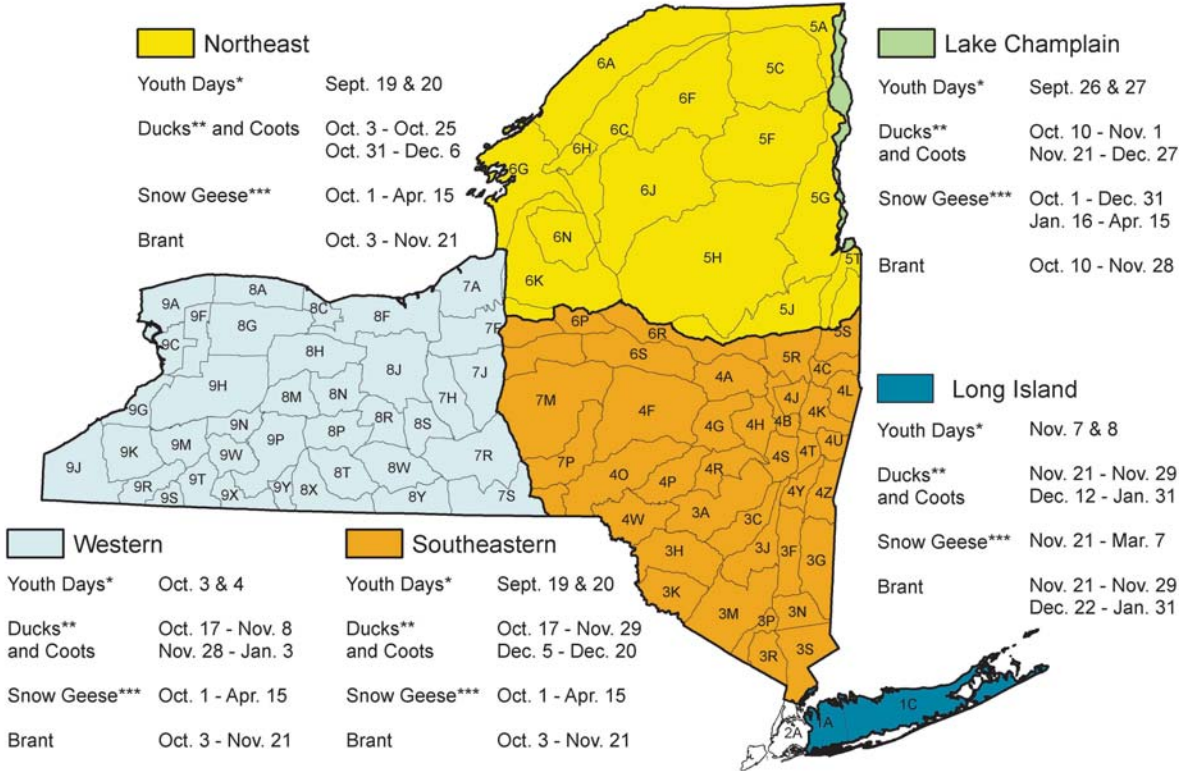 Northeast
Youth Days* Sept. 19 & 20
Ducks** and Coots Oct. 3 - Oct. 25
Oct. 31 - Dec. 6
Snow Geese*** Oct. 1 - Apr. 15
Brant Oct. 3 - Nov. 21
Lake Champlain
Youth Days* Sept. 26 & 27
Ducks** Oct. 10 - Nov. 1
and Coots Nov. 21 - Dec. 27
Snow Geese*** Oct. 1 - Dec. 31
Jan. 16 - Apr. 15
Brant Oct. 10 - Nov. 28
Long Island
Youth Days* Nov. 7 & 8
Ducks** Nov. 21 - Nov. 29
and Coots Dec. 12 - Jan. 31
Snow Geese*** Nov. 21 - Mar. 7
Brant Nov. 21 - Nov. 29
Dec. 22 - Jan. 31
Western
Youth Days* Oct. 3 & 4
Ducks** Oct. 17 - Nov. 8
and Coots Nov. 28 - Jan. 3
Snow Geese*** Oct. 1 - Apr. 15
Brant Oct. 3 - Nov. 21
Southeastern
Youth Days* Sept. 19 & 20
Ducks** Oct. 17 - Nov. 29
and Coots Dec. 5 - Dec. 20
Snow Geese*** Oct. 1 - Apr. 15
Brant Oct. 3 - Nov. 21
5A
6A
5C
6F
6C
5F
6H
6G
6J
5G
6N
5H
5T
6K
5J
9A
8A
8C
7A
9F
8G
8F
7F
9C
8H
8J
7J
9H
8M
8N
7H
9G
9N
8R
8S
9K
9M
9P
8P
9W
7R
9J
9T
8T
8W
9R
9S
9X
9Y
8X
8Y
7S
6P
6R
5S
6S
5R
4A
4C
4L
7M
4F
4J
4K
4G
4H
4B
4U
7P
4O
4R
4S
4T
4P
4Y
4Z
4W
3A
3C
3H
3J
3F
3G
3K
3M
3P
3N
3R
3S
2A
1A
1C